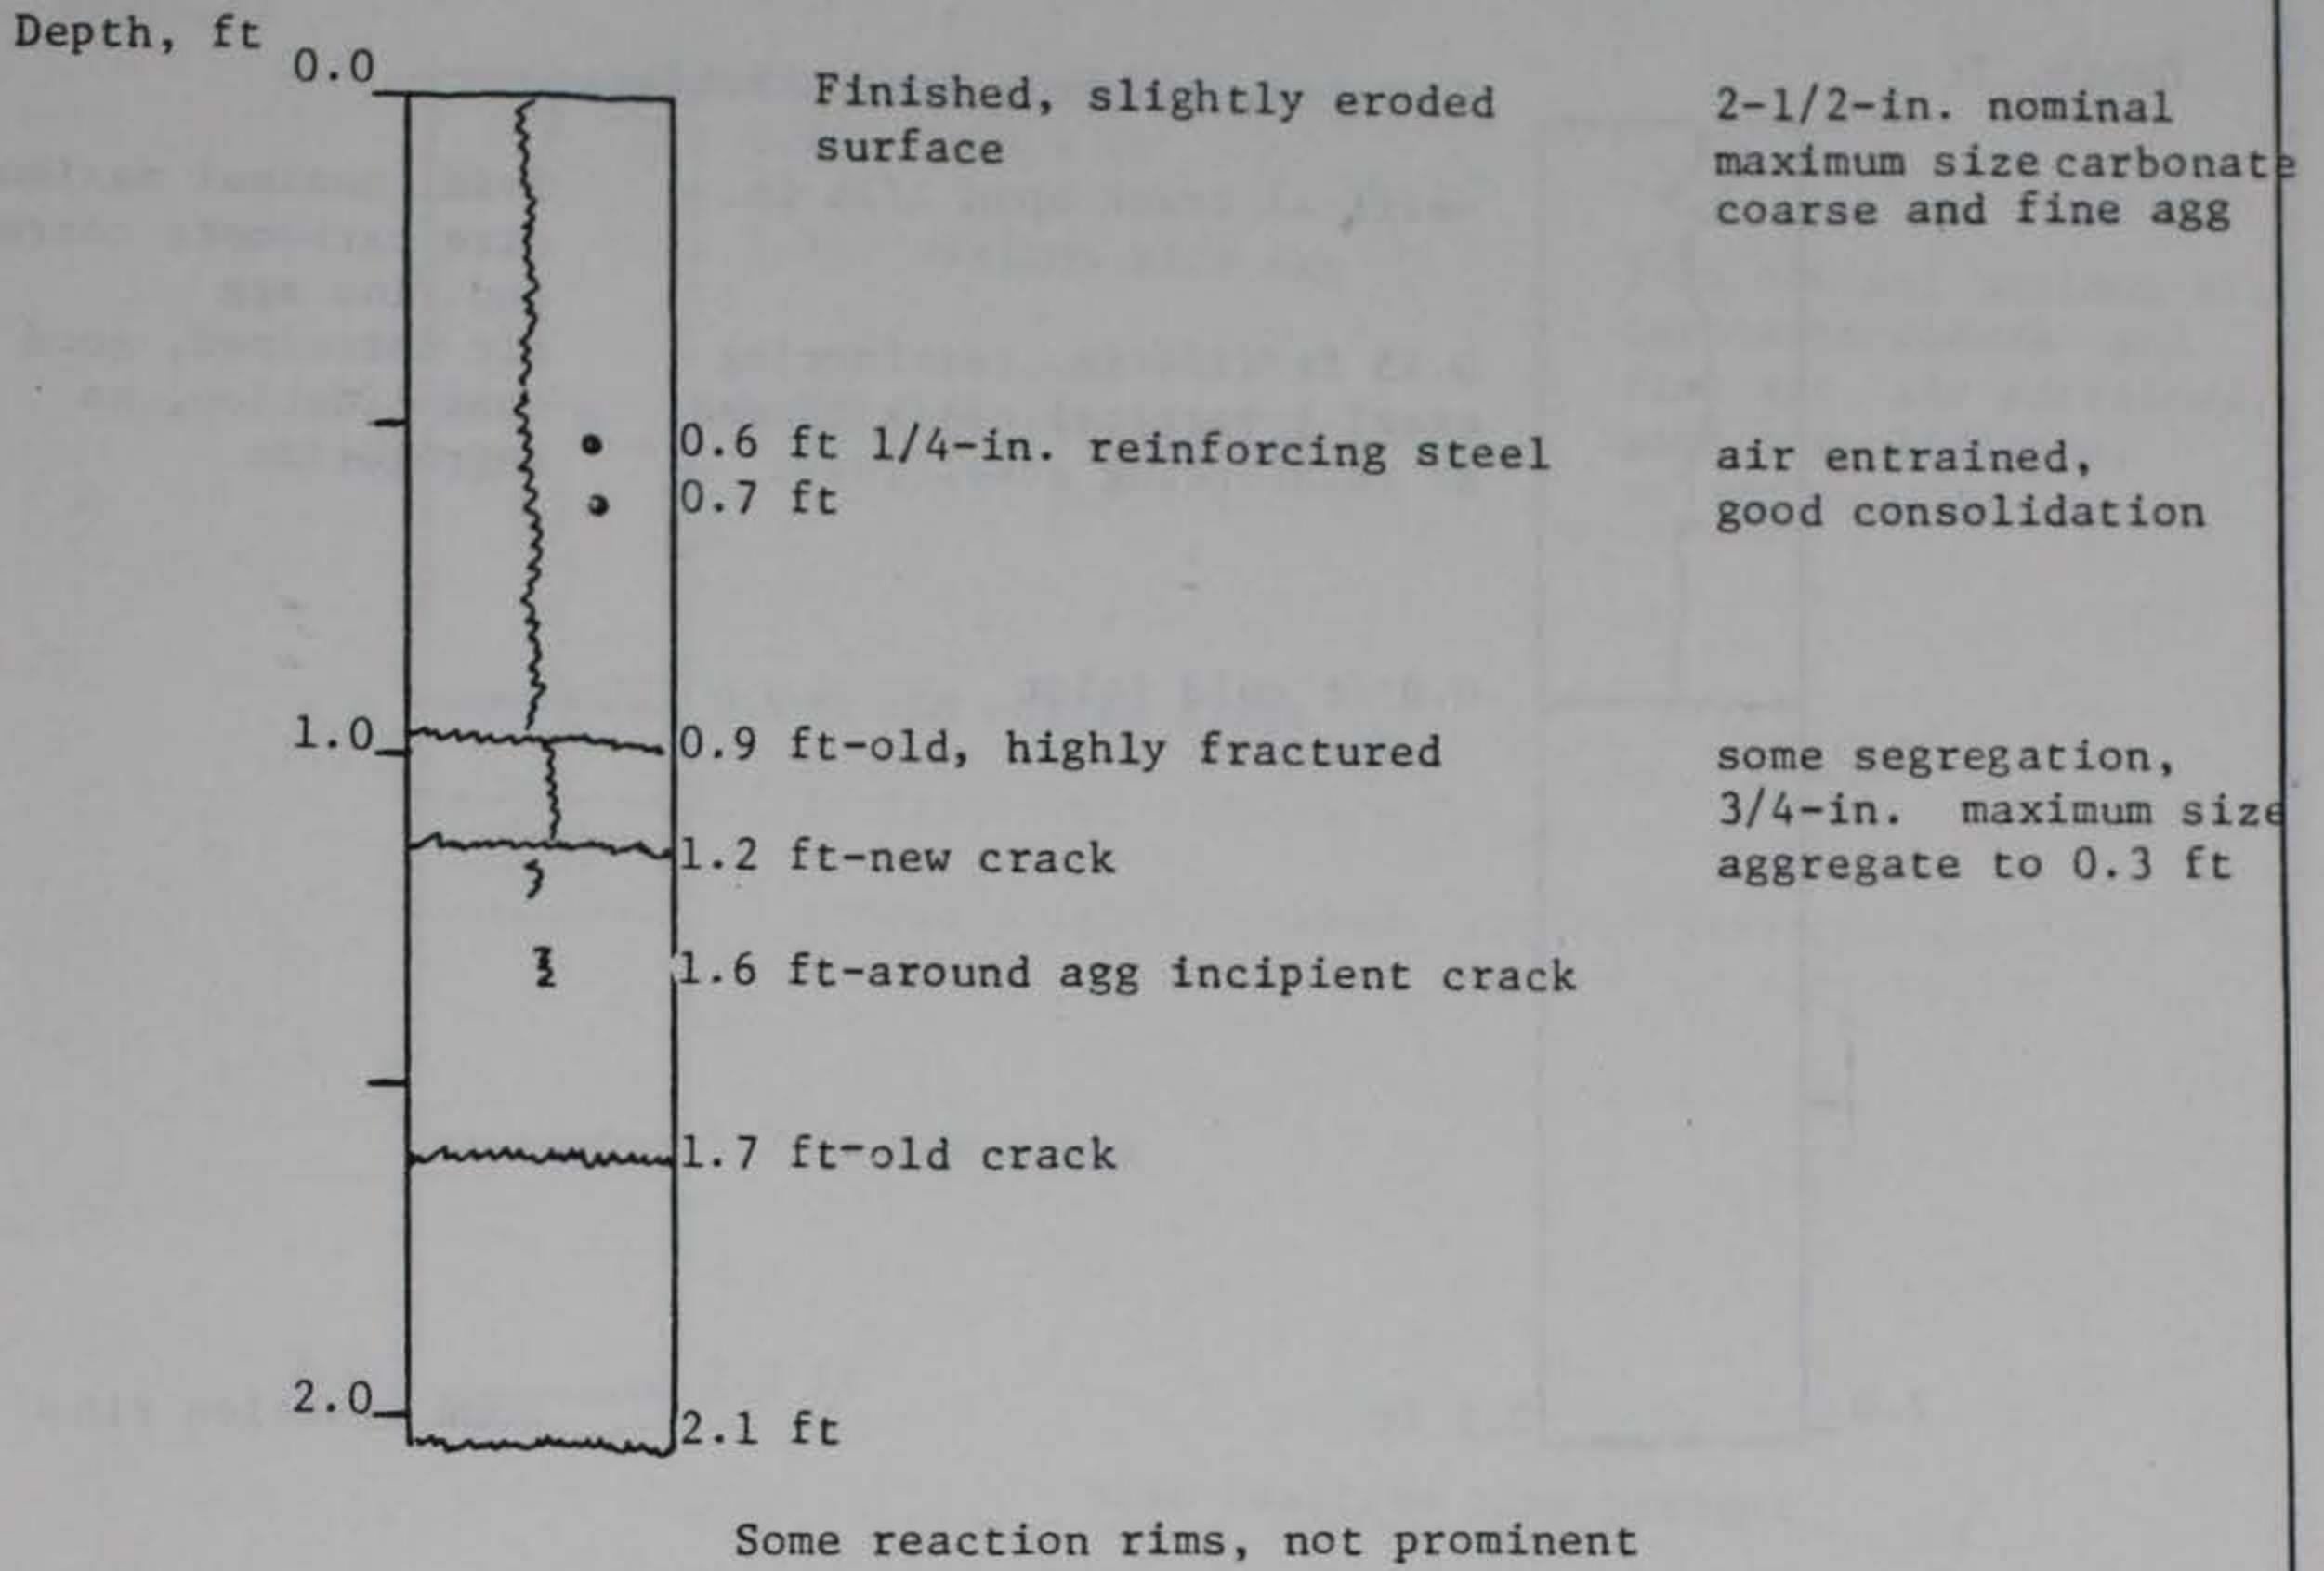 Depth, ft
0.0
Finished, slightly eroded
surface
2-1/2-in. nominal
maximum size carbonate
coarse and fine agg
0.6 ft 1/4-in. reinforcing steel
0.7 ft
air entrained,
good consolidation
1.0
0.9 ft-old, highly fractured
some segregation,
3/4-in. maximum size
aggregate to 0.3 ft
1.2 ft-new crack
1.6 ft-around agg incipient crack
1.7 ft-old crack
2.0
2.1 ft
Some reaction rims, not prominent